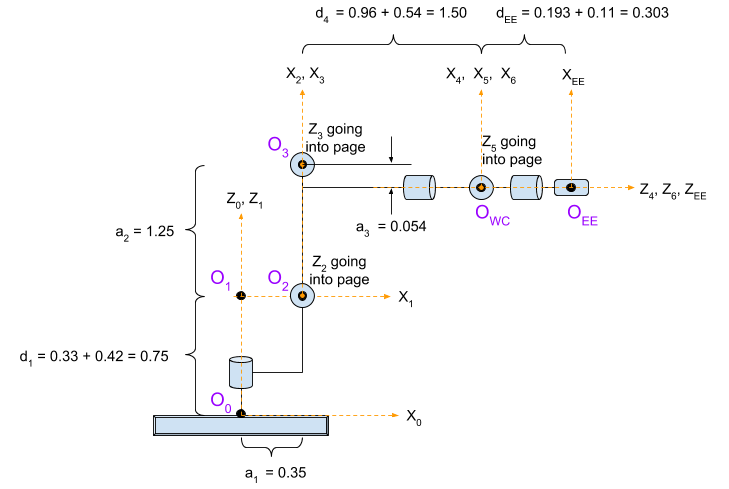 d4 = 0.96 + 0.54 = 1.50
dEE = 0.193 + 0.11 = 0.303
X2, X3
X4, X5, X6
XEE
Z3 going
into page
O3
Z5 going
into page
Z4, Z6, ZEE
OWC
OEE
a3 = 0.054
Z0, Z1
a2 = 1.25
O1
O2
Z2 going
into page
X1
d1 = 0.33 + 0.42 = 0.75
O0
X0
a1 = 0.35